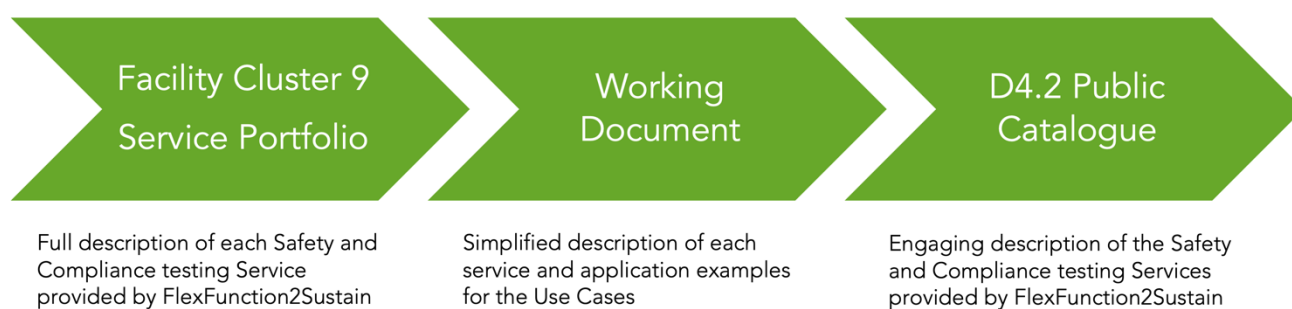 Facility Cluster 9
Service Portfolio
Working
Document
D4.2 Public
Catalogue
Full description of each Safety and
Compliance testing Service
provided by FlexFunction2Sustain
Simplified description of each
service and application examples
for the Use Cases
Engaging description of the Safety
and Compliance testing Services
provided by FlexFunction2Sustain